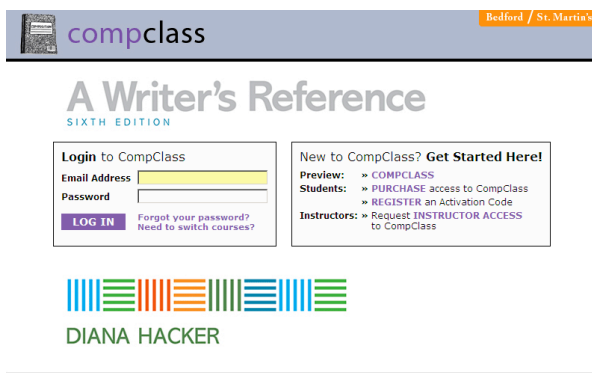 Bedford / St. Martin's
compclass
A Writer's Reference
SIXTH EDITION
Login to CompClass
Email Address
Password
LOG IN
Forgot your password?
Need to switch courses?
New to CompClass? Get Started Here!
Preview: » COMPCLASS
Students: » PURCHASE access to CompClass
» REGISTER an Activation Code
Instructors: » Request INSTRUCTOR ACCESS
to CompClass
DIANA HACKER